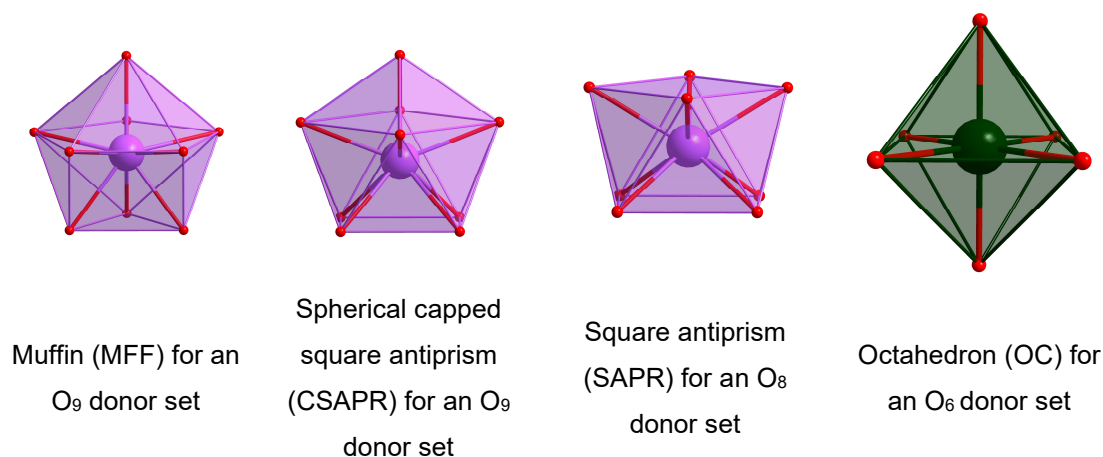 Muffin (MFF) for an
O₉ donor set
Spherical capped
square antiprism
(CSAPR) for an O₉
donor set
Square antiprism
(SAPR) for an O₈
donor set
Octahedron (OC) for
an O₆ donor set